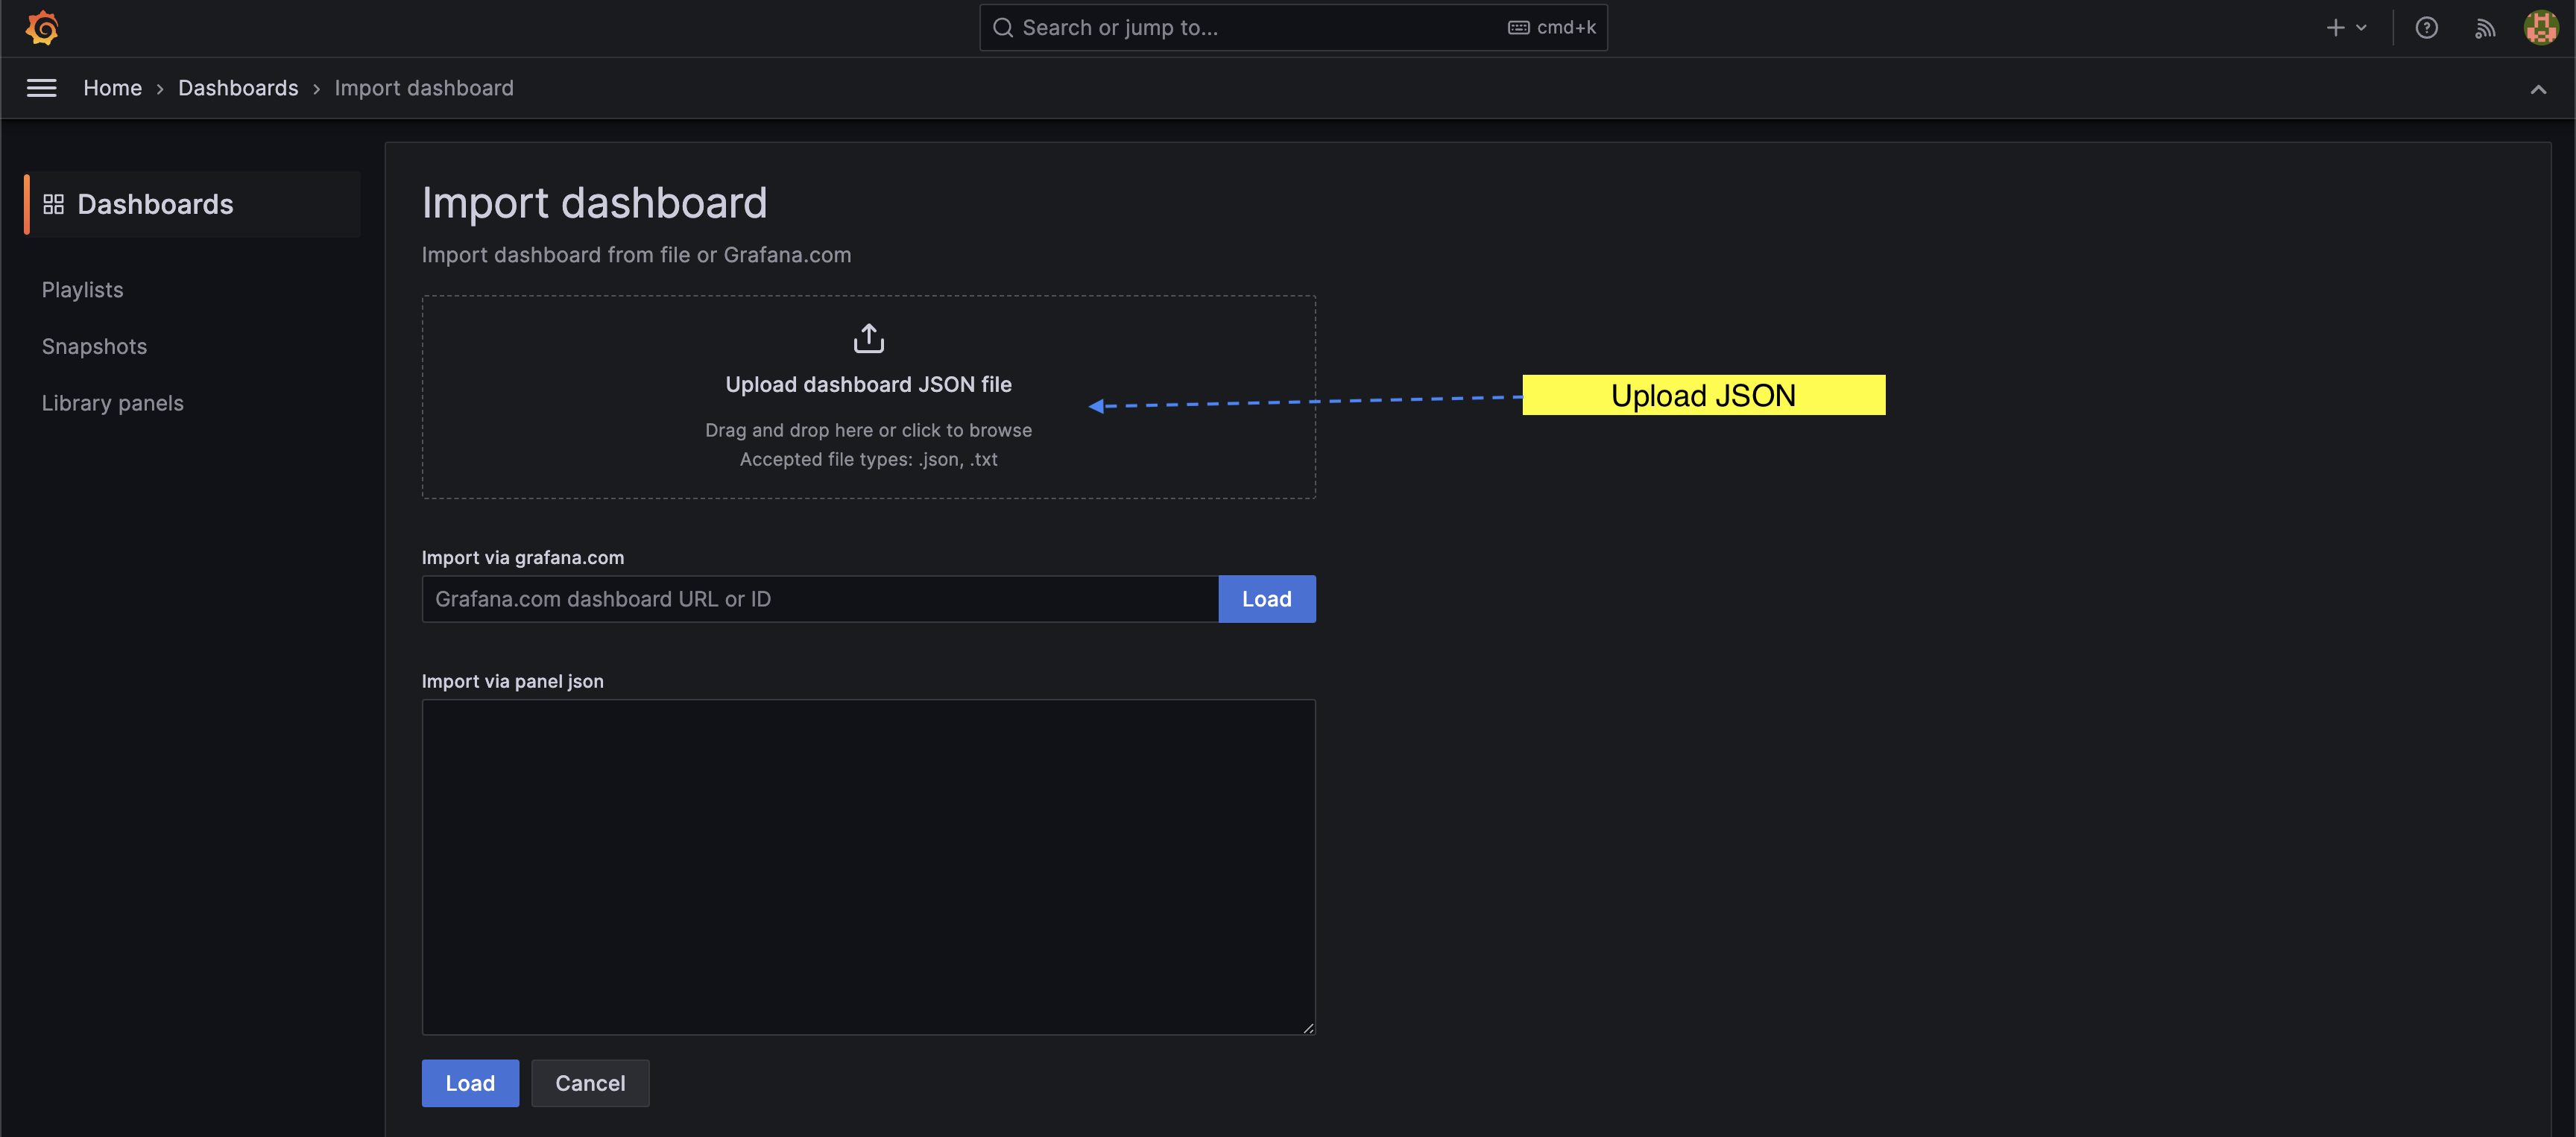 Search or jump to...
cmd+k
Home › Dashboards › Import dashboard
Dashboards
Playlists
Snapshots
Library panels
Import dashboard
Import dashboard from file or Grafana.com
Upload dashboard JSON file
Drag and drop here or click to browse
Accepted file types: .json, .txt
Upload JSON
Import via grafana.com
Grafana.com dashboard URL or ID
Load
Import via panel json
Load
Cancel